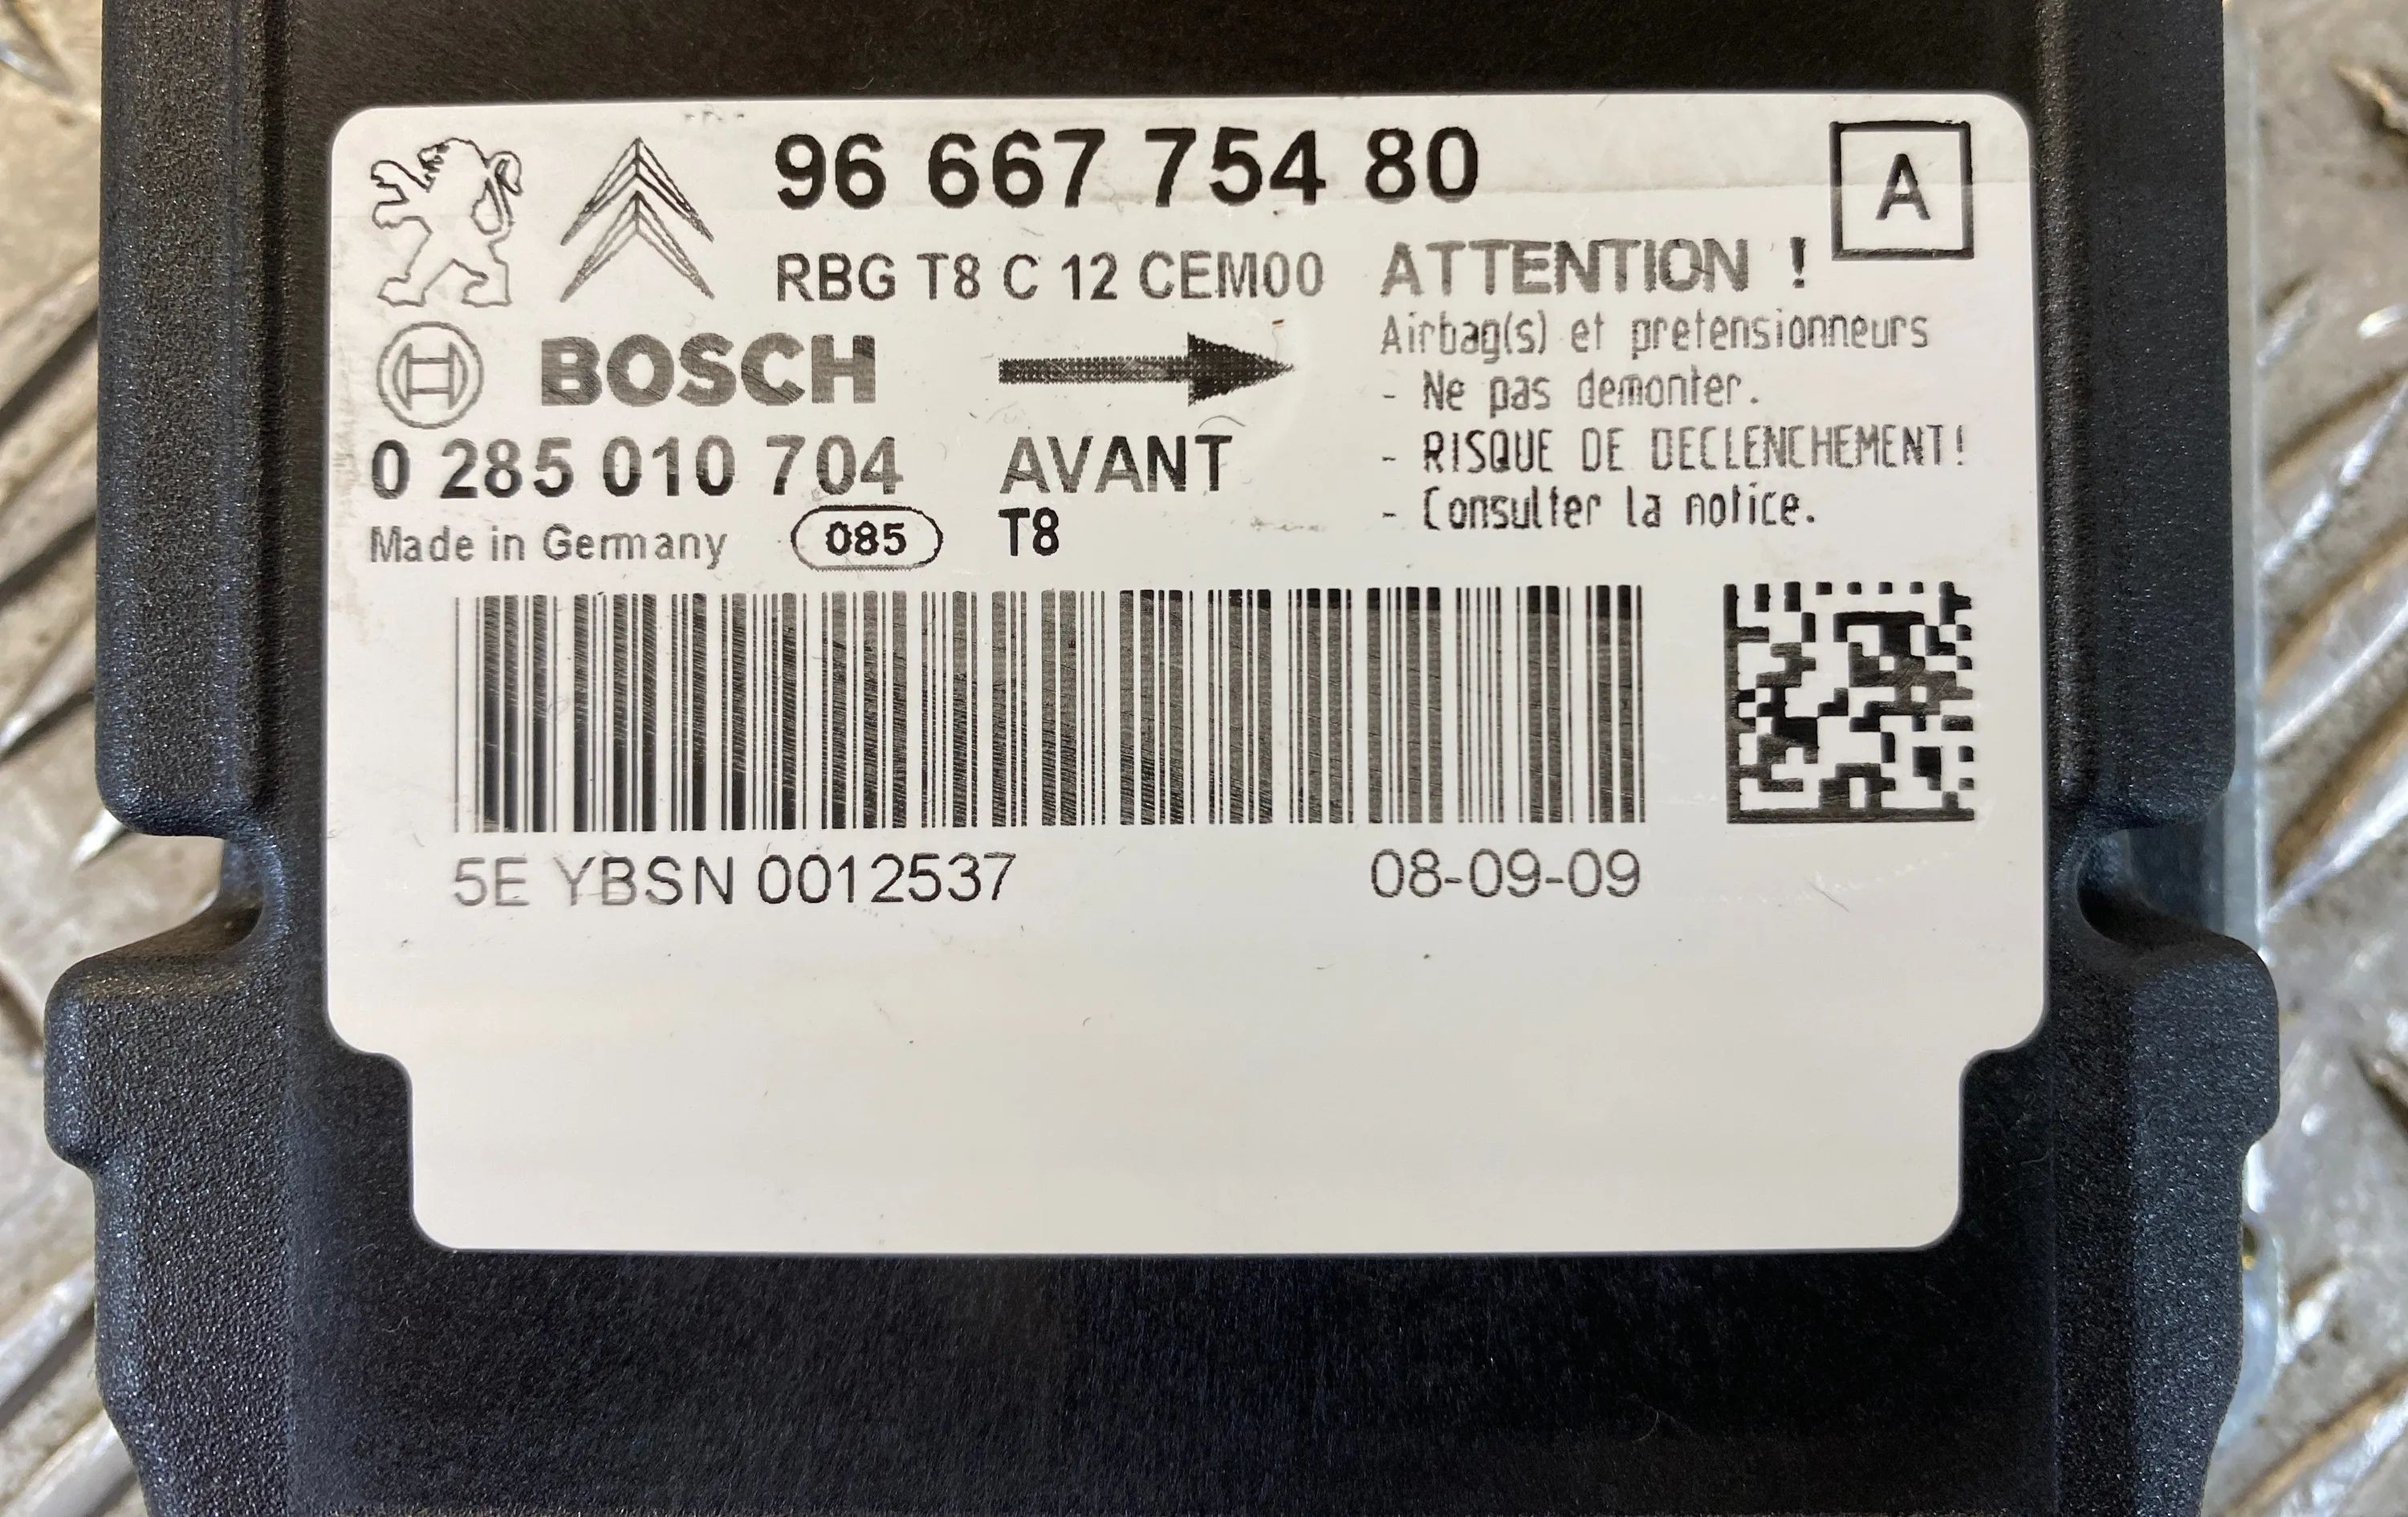 96 667 754 80
A
RBG T8 C 12 CEM00
ATTENTION !
Airbag(s) et pretensionneurs
- Ne pas demonter.
- RISQUE DE DECLENCHEMENT!
- Consulter la notice.
BOSCH
0 285 010 704
AVANT
Made in Germany
085
T8
5E YBSN 0012537
08-09-09